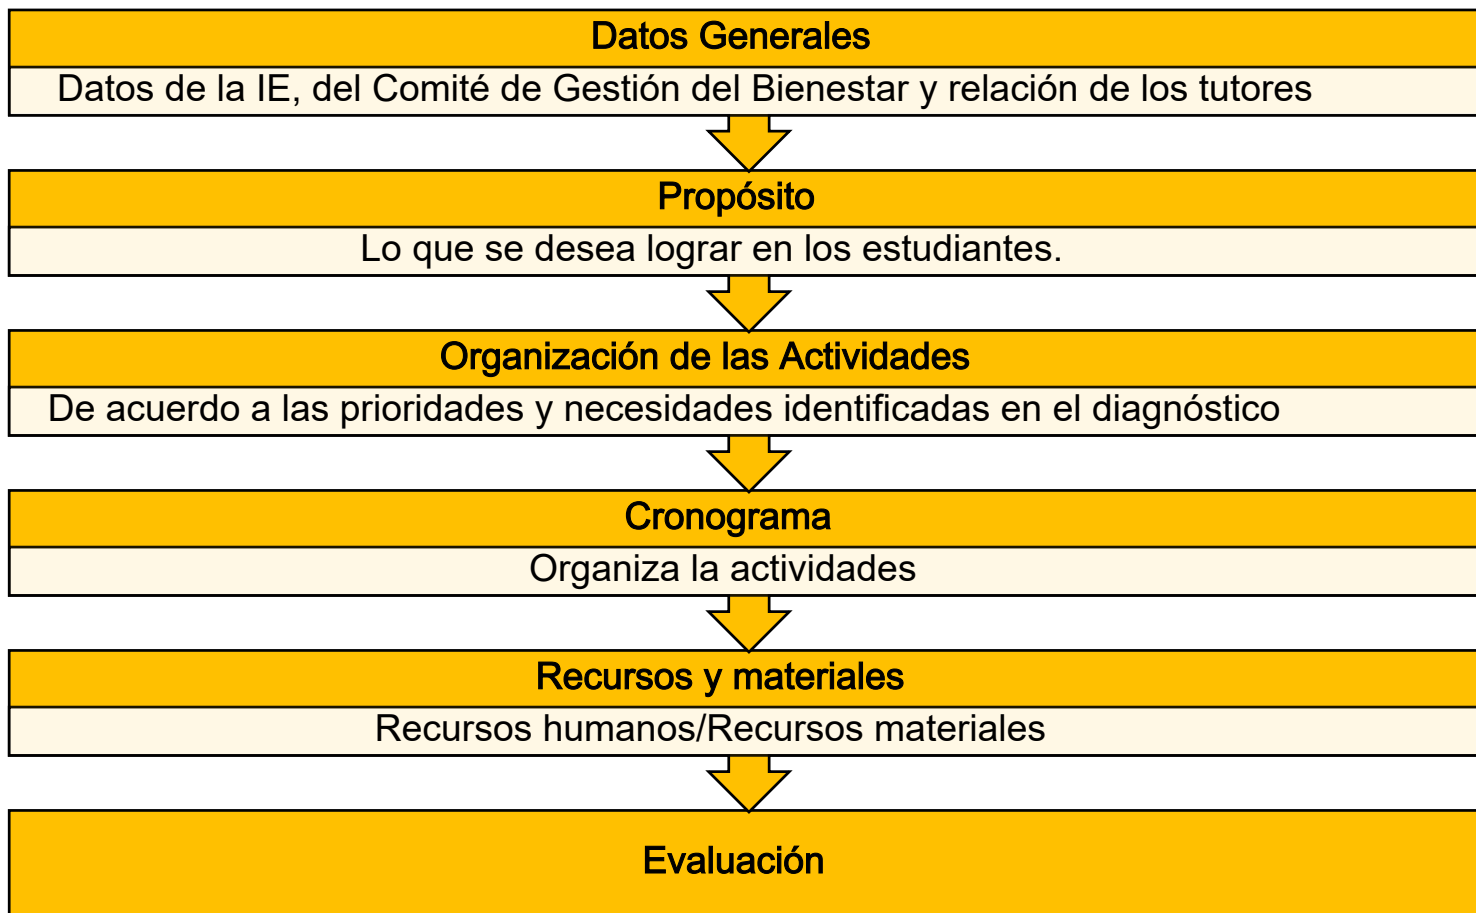 Datos Generales
Datos de la IE, del Comité de Gestión del Bienestar y relación de los tutores
Propósito
Lo que se desea lograr en los estudiantes.
Organización de las Actividades
De acuerdo a las prioridades y necesidades identificadas en el diagnóstico
Cronograma
Organiza la actividades
Recursos y materiales
Recursos humanos/Recursos materiales
Evaluación